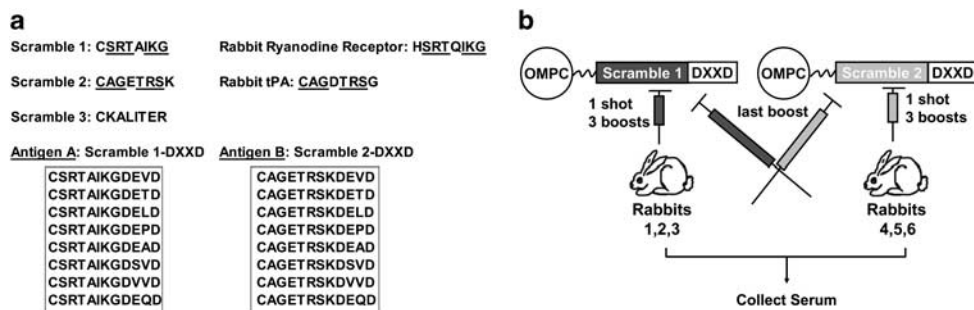 a
Scramble 1: CSRTAIKG
Rabbit Ryanodine Receptor: HSRTQIKG
Scramble 2: CAGETRSK
Rabbit tPA: CAGDTRSG
Scramble 3: CKALITER
Antigen A: Scramble 1-DXXD
CSRTAIKGDEVD
CSRTAIKGDETD
CSRTAIKGDELD
CSRTAIKGDEPD
CSRTAIKGDEAD
CSRTAIKGDSVD
CSRTAIKGDVVD
CSRTAIKGDEQD
Antigen B: Scramble 2-DXXD
CAGETRSKDEVD
CAGETRSKDETD
CAGETRSKDELD
CAGETRSKDEPD
CAGETRSKDEAD
CAGETRSKDSVD
CAGETRSKDVVD
CAGETRSKDEQD
b
OMPC Scramble 1 DXXD
OMPC Scramble 2 DXXD
1 shot
3 boosts
last boost
1 shot
3 boosts
Rabbits
1,2,3
Rabbits
4,5,6
Collect Serum